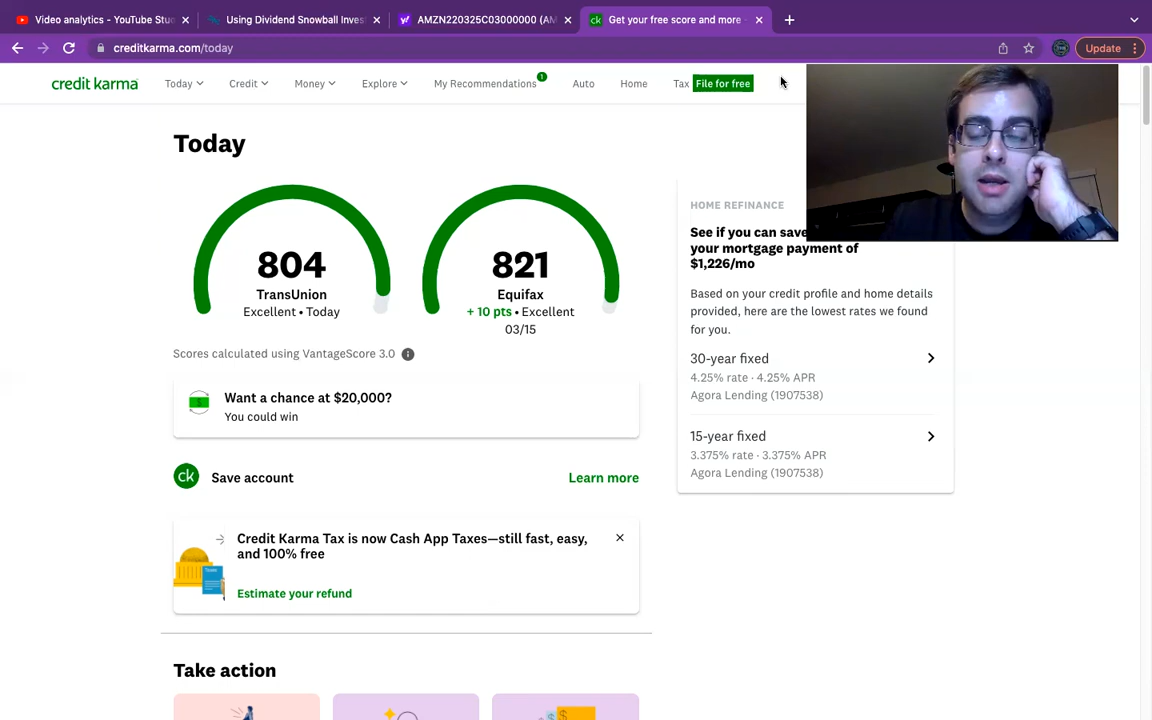 Video analytics - YouTube Stu
Using Dividend Snowball Inves
AMZN220325C03000000 (AM
Get your free score and more -
creditkarma.com/today
Update
credit karma
Today
Credit
Money
Explore
My Recommendations
1
Auto
Home
Tax
File for free
Today
804
TransUnion
Excellent • Today
821
Equifax
+ 10 pts • Excellent
03/15
Scores calculated using VantageScore 3.0
Want a chance at $20,000?
You could win
ck
Save account
Learn more
Credit Karma Tax is now Cash App Taxes—still fast, easy,
and 100% free
Estimate your refund
Take action
HOME REFINANCE
See if you can save
your mortgage payment of
$1,226/mo
Based on your credit profile and home details
provided, here are the lowest rates we found
for you.
30-year fixed
4.25% rate · 4.25% APR
Agora Lending (1907538)
15-year fixed
3.375% rate · 3.375% APR
Agora Lending (1907538)